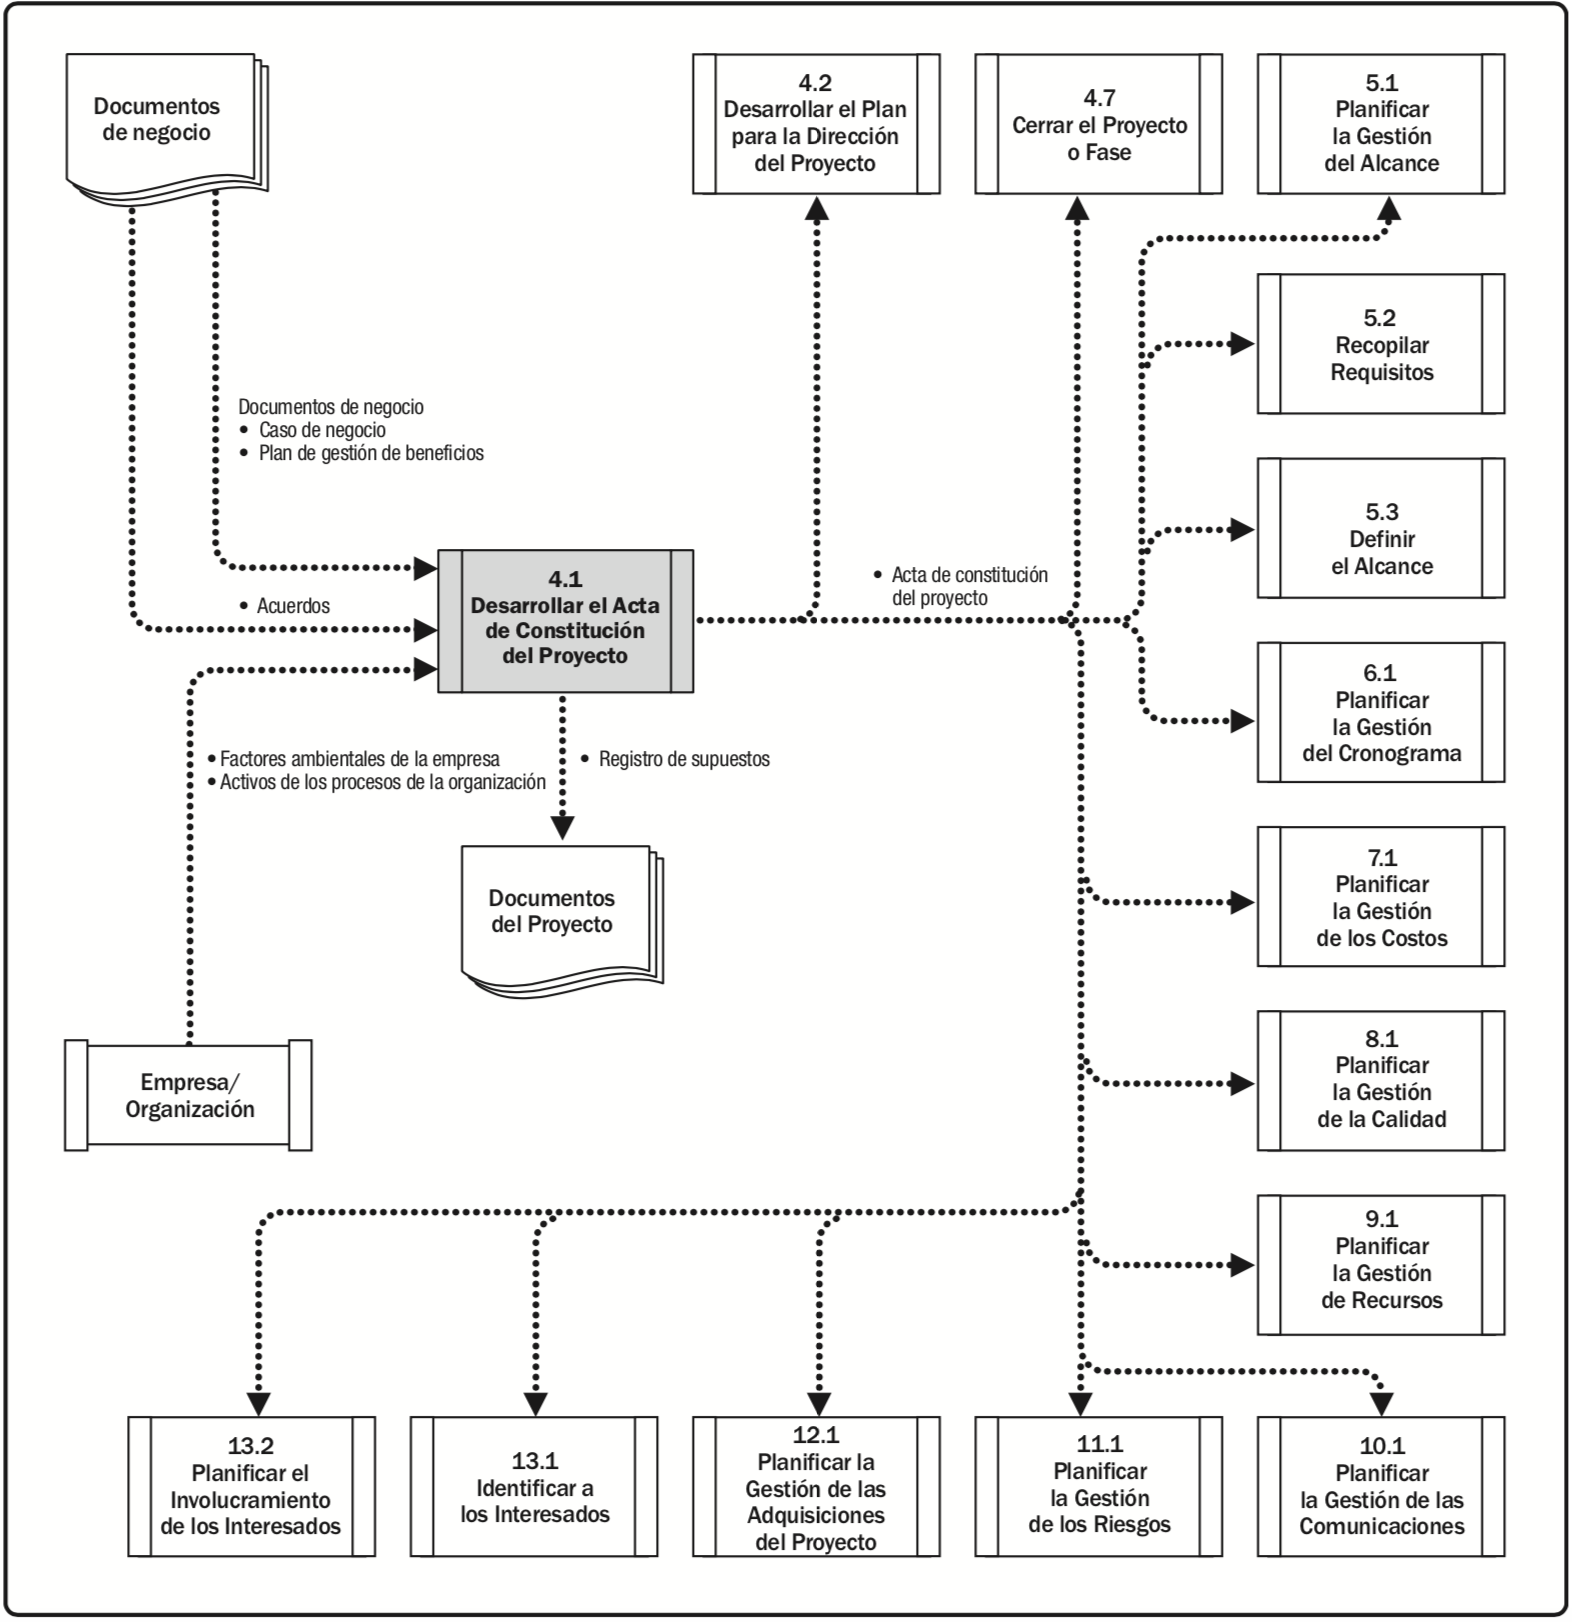 Documentos
de negocio
4.2
Desarrollar el Plan
para la Dirección
del Proyecto
4.7
Cerrar el Proyecto
o Fase
5.1
Planificar
la Gestión
del Alcance
5.2
Recopilar
Requisitos
Documentos de negocio
• Caso de negocio
• Plan de gestión de beneficios
5.3
Definir
el Alcance
4.1
Desarrollar el Acta
de Constitución
del Proyecto
• Acuerdos
• Acta de constitución
del proyecto
6.1
Planificar
la Gestión
del Cronograma
• Factores ambientales de la empresa
• Activos de los procesos de la organización
• Registro de supuestos
7.1
Planificar
la Gestión
de los Costos
Documentos
del Proyecto
8.1
Planificar
la Gestión
de la Calidad
Empresa/
Organización
9.1
Planificar
la Gestión
de Recursos
13.2
Planificar el
Involucramiento
de los Interesados
13.1
Identificar a
los Interesados
12.1
Planificar la
Gestión de las
Adquisiciones
del Proyecto
11.1
Planificar
la Gestión
de los Riesgos
10.1
Planificar
la Gestión de las
Comunicaciones